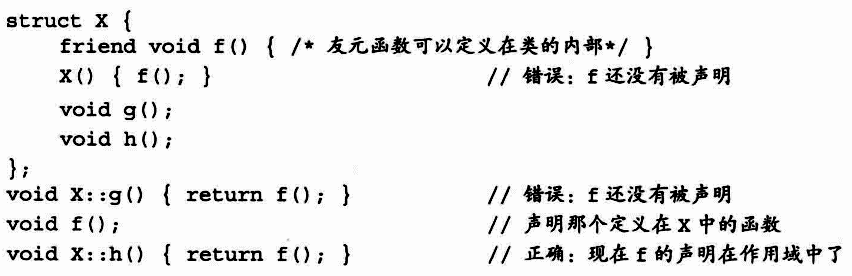 struct X {
    friend void f() { /* 友元函数可以定义在类的内部*/ }
    X() { f(); }                    // 错误：f 还没有被声明
    void g();
    void h();
};
void X::g() { return f(); }         // 错误：f 还没有被声明
void f();                           // 声明那个定义在 X 中的函数
void X::h() { return f(); }         // 正确：现在 f 的声明在作用域中了